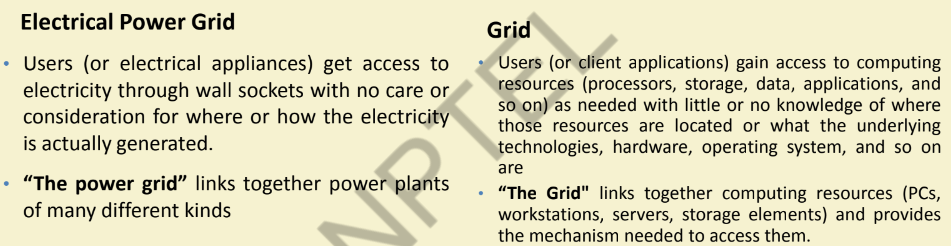 Electrical Power Grid
• Users (or electrical appliances) get access to
electricity through wall sockets with no care or
consideration for where or how the electricity
is actually generated.
• “The power grid” links together power plants
of many different kinds
Grid
• Users (or client applications) gain access to computing
resources (processors, storage, data, applications, and
so on) as needed with little or no knowledge of where
those resources are located or what the underlying
technologies, hardware, operating system, and so on
are
• “The Grid" links together computing resources (PCs,
workstations, servers, storage elements) and provides
the mechanism needed to access them.
NPTEL